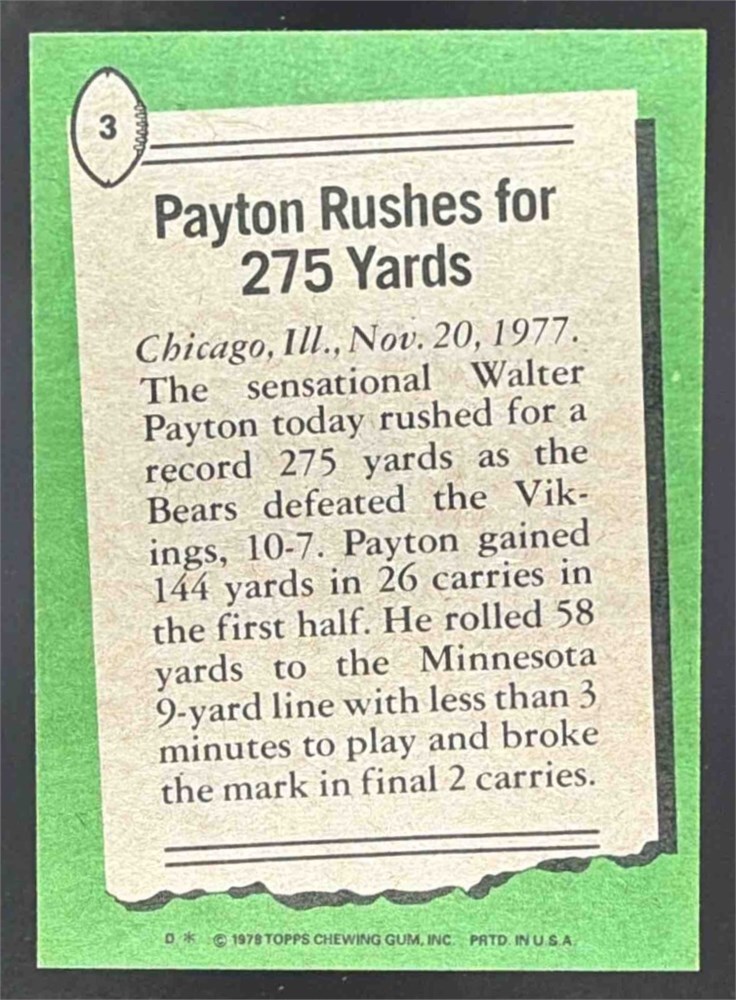 3
Payton Rushes for
275 Yards
Chicago, Ill., Nov. 20, 1977.
The sensational Walter
Payton today rushed for a
record 275 yards as the
Bears defeated the Vik-
ings, 10-7. Payton gained
144 yards in 26 carries in
the first half. He rolled 58
yards to the Minnesota
9-yard line with less than 3
minutes to play and broke
the mark in final 2 carries.
D * © 1978 TOPPS CHEWING GUM, INC. PRTD. IN U.S.A.